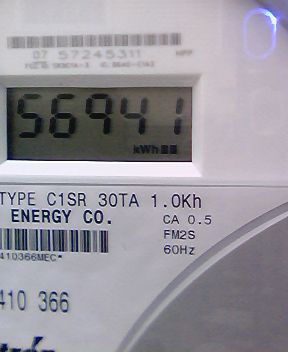 07 57245311
56941
kWh
TYPE C1SR 30TA 1.0Kh
ENERGY CO. CA 0.5
FM2S
410366MEC* 60Hz
410 366